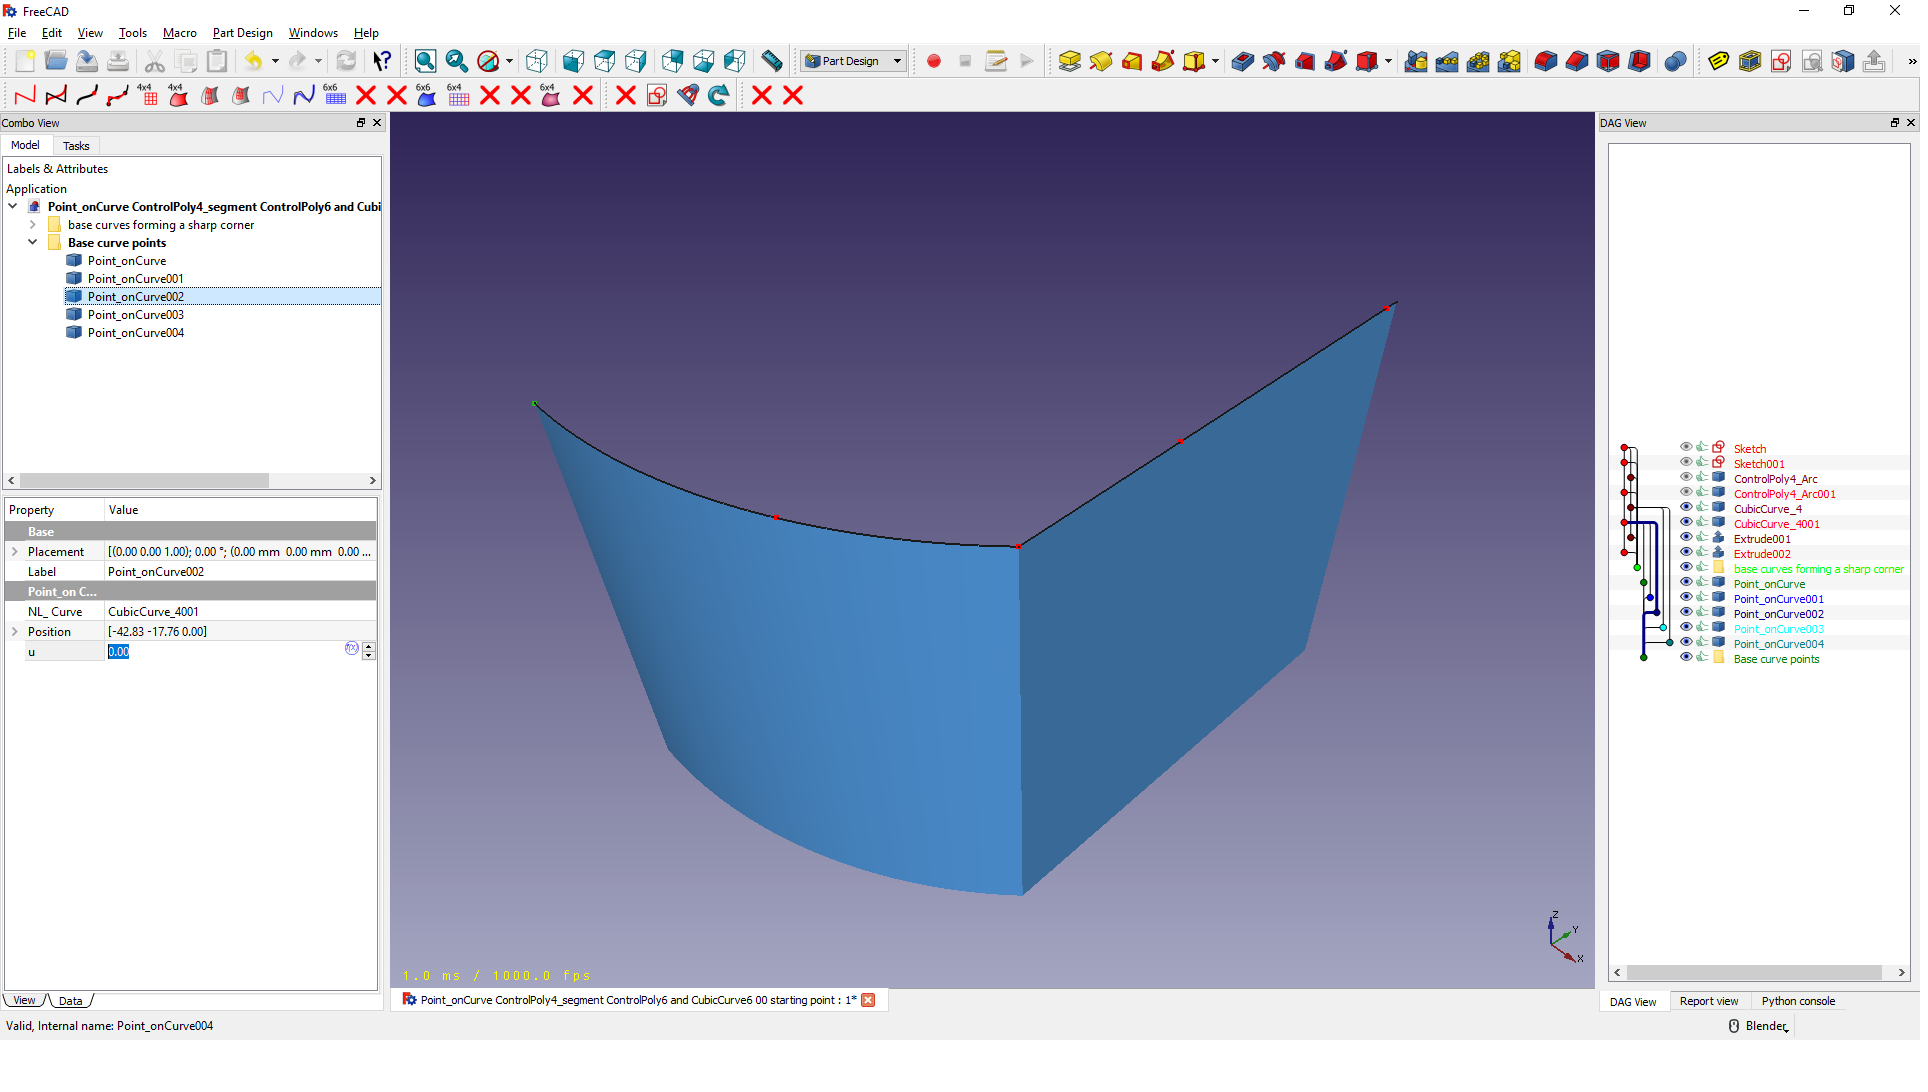 FreeCAD
File Edit View Tools Macro Part Design Windows Help
Part Design
»
4x4 4x4 6x6 6x6 6x4 6x4
Combo View
Model Tasks
Labels & Attributes
Application
Point_onCurve ControlPoly4_segment ControlPoly6 and Cubi
base curves forming a sharp corner
Base curve points
Point_onCurve
Point_onCurve001
Point_onCurve002
Point_onCurve003
Point_onCurve004
Property Value
Base
Placement [(0.00 0.00 1.00); 0.00 °; (0.00 mm 0.00 mm 0.00 ...
Label Point_onCurve002
Point_on C...
NL_Curve CubicCurve_4001
Position [-42.83 -17.76 0.00]
u 0.00
View Data
1.0 ms / 1000.0 fps
Z
Y
X
Point_onCurve ControlPoly4_segment ControlPoly6 and CubicCurve6 00 starting point : 1*
DAG View
Sketch
Sketch001
ControlPoly4_Arc
ControlPoly4_Arc001
CubicCurve_4
CubicCurve_4001
Extrude001
Extrude002
base curves forming a sharp corner
Point_onCurve
Point_onCurve001
Point_onCurve002
Point_onCurve003
Point_onCurve004
Base curve points
DAG View Report view Python console
Valid, Internal name: Point_onCurve004
Blender